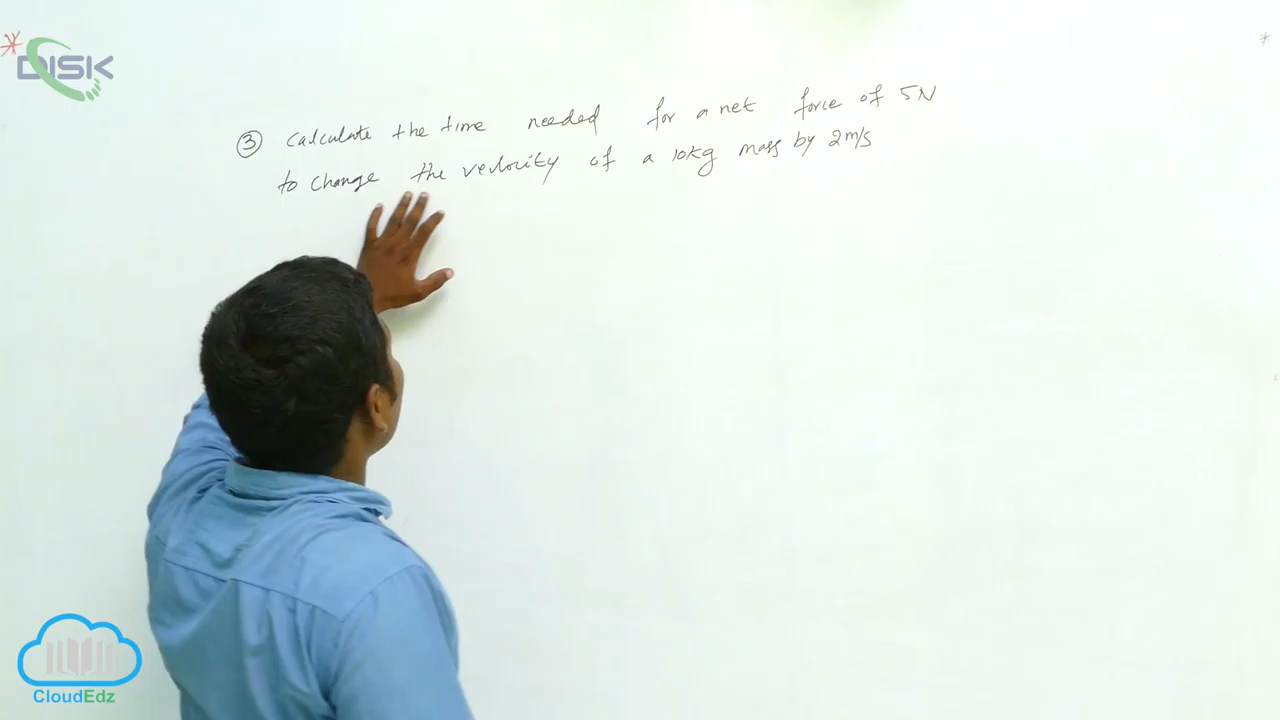 DISK
③ Calculate the time needed for a net force of 5N
to change the velocity of a 10kg mass by 2m/s
CloudEdz